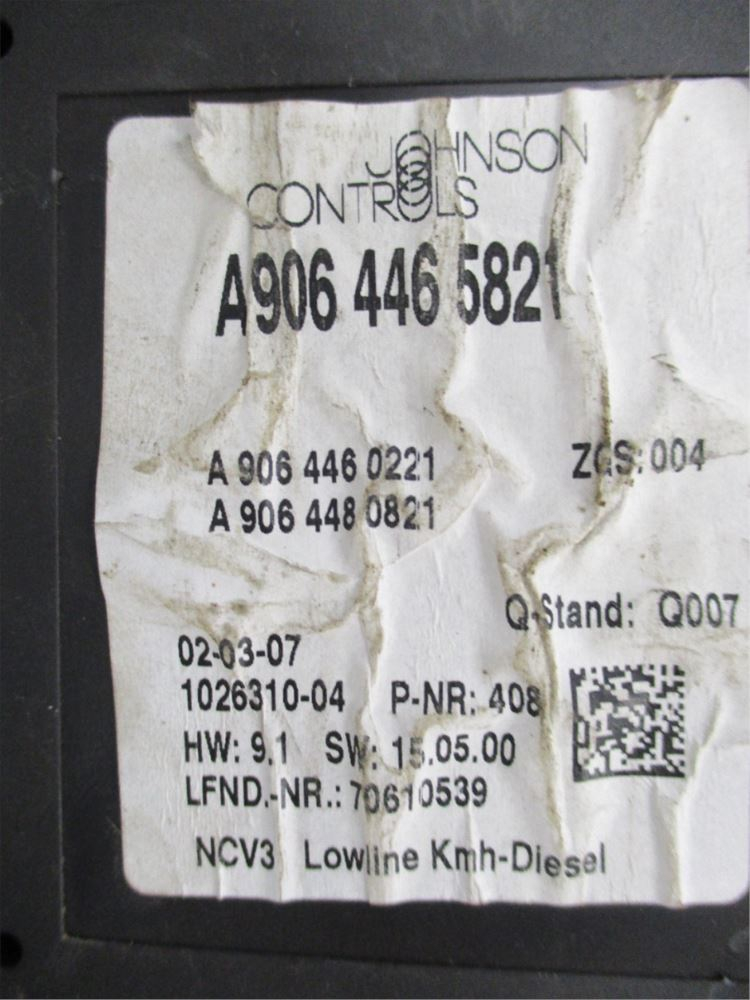 JOHNSON
CONTROLS
A906 446 5821
A 906 446 0221 ZGS: 004
A 906 448 0821
Q-Stand: Q007
02-03-07
1026310-04 P-NR: 408
HW: 9.1 SW: 15.05.00
LFND.-NR.: 70610539
NCV3 Lowline Kmh-Diesel